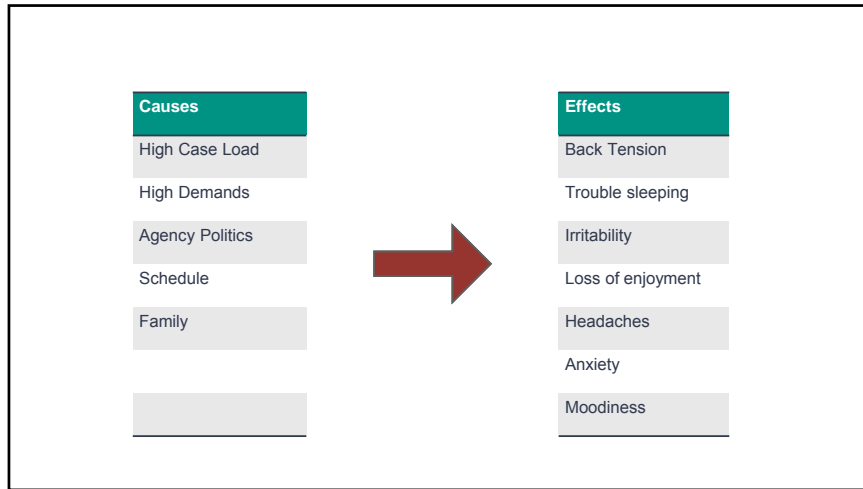 Causes
High Case Load
High Demands
Agency Politics
Schedule
Family
Effects
Back Tension
Trouble sleeping
Irritability
Loss of enjoyment
Headaches
Anxiety
Moodiness